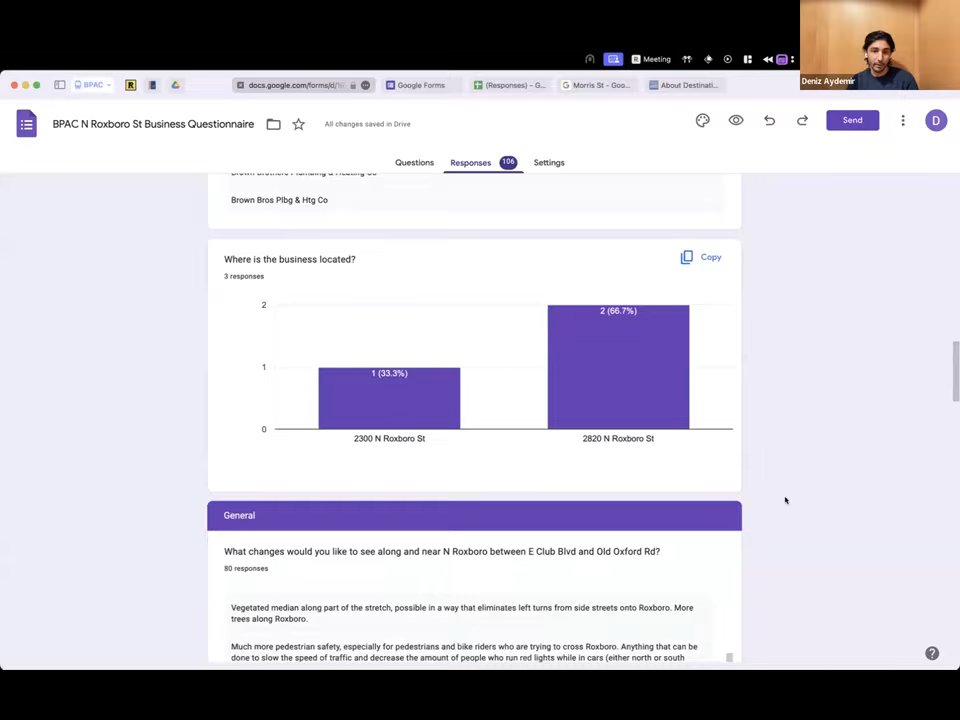 Meeting
Deniz Aydemir
BPAC
docs.google.com/forms/d/
Google Forms
(Responses) - G...
Morris St - Goo...
About Destinati...
BPAC N Roxboro St Business Questionnaire
All changes saved in Drive
Send
D
Questions
Responses
106
Settings
Brown Brothers Plumbing & Heating Co
Brown Bros Plbg & Htg Co
Where is the business located?
Copy
3 responses
2
2 (66.7%)
1
1 (33.3%)
0
2300 N Roxboro St
2820 N Roxboro St
General
What changes would you like to see along and near N Roxboro between E Club Blvd and Old Oxford Rd?
80 responses
Vegetated median along part of the stretch, possible in a way that eliminates left turns from side streets onto Roxboro. More
trees along Roxboro.
Much more pedestrian safety, especially for pedestrians and bike riders who are trying to cross Roxboro. Anything that can be
done to slow the speed of traffic and decrease the amount of people who run red lights while in cars (either north or south